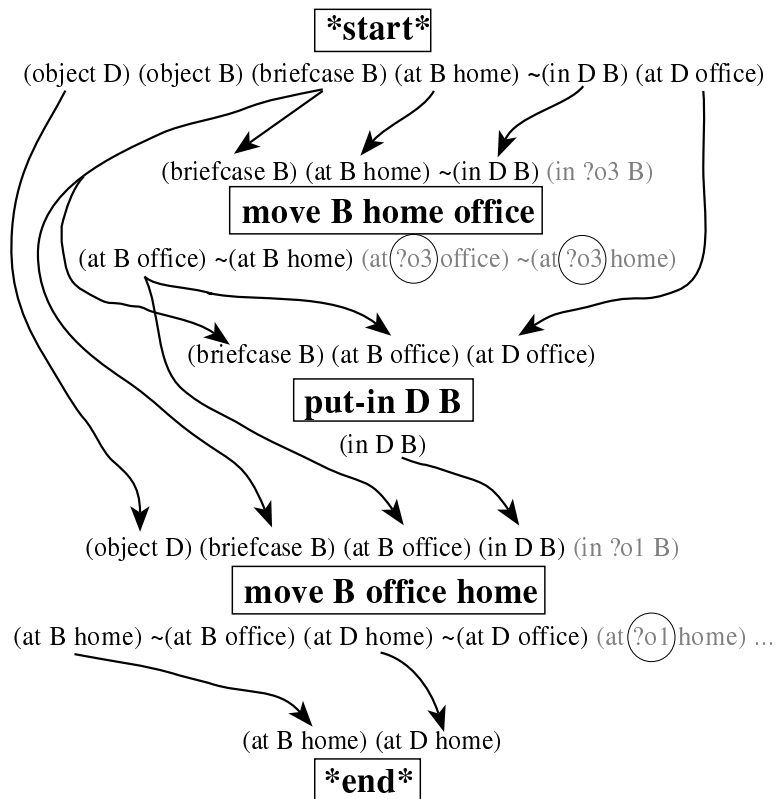 *start*
(object D) (object B) (briefcase B) (at B home) ~(in D B) (at D office)
(briefcase B) (at B home) ~(in D B) (in ?o3 B)
move B home office
(at B office) ~(at B home) (at ?o3 office) ~(at ?o3 home)
(briefcase B) (at B office) (at D office)
put-in D B
(in D B)
(object D) (briefcase B) (at B office) (in D B) (in ?o1 B)
move B office home
(at B home) ~(at B office) (at D home) ~(at D office) (at ?o1 home) ...
(at B home) (at D home)
*end*